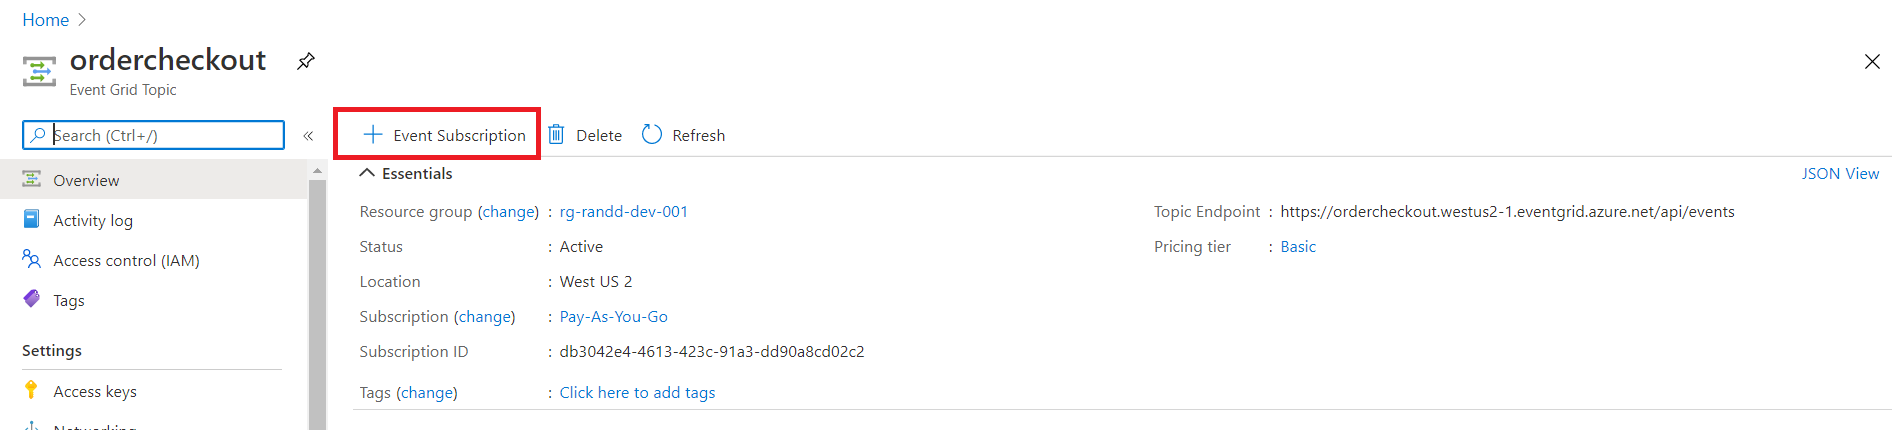 Home
ordercheckout
Event Grid Topic
Search (Ctrl+/)
Event Subscription
Delete
Refresh
Overview
Activity log
Access control (IAM)
Tags
Settings
Access keys
Networking
Essentials
JSON View
Resource group (change) : rg-randd-dev-001
Status : Active
Location : West US 2
Subscription (change) : Pay-As-You-Go
Subscription ID : db3042e4-4613-423c-91a3-dd90a8cd02c2
Tags (change) : Click here to add tags
Topic Endpoint : https://ordercheckout.westus2-1.eventgrid.azure.net/api/events
Pricing tier : Basic